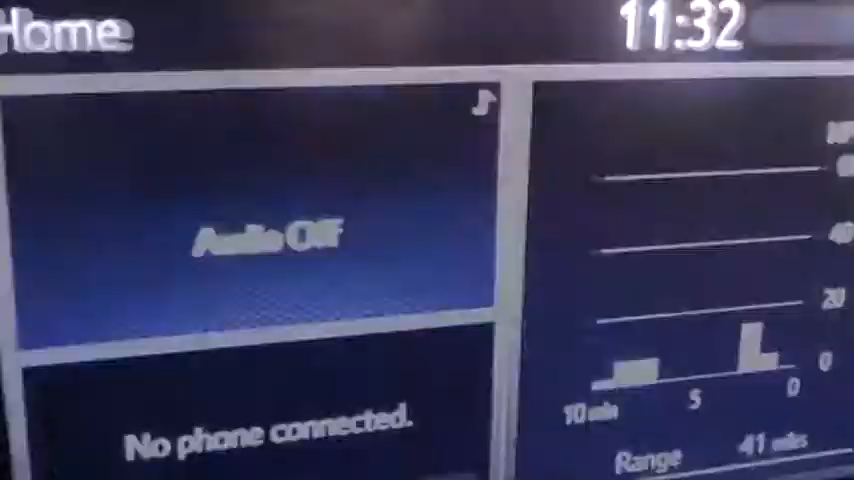 Home
11:32
Audio Off
No phone connected.
40
20
0
10 min 5 0
Range 41 miles